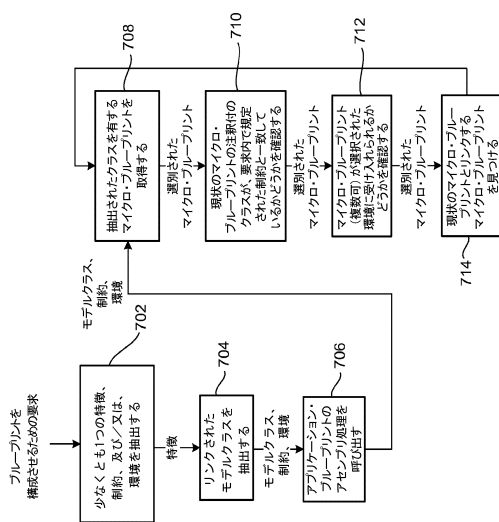 ブループリントを
構成させるための要求
702
少なくとも1つの特徴、
制約、及び／又は、
環境を抽出する
特徴
704
リンクされた
モデルクラスを
抽出する
モデルクラス、
制約、環境
706
アプリケーション・
ブループリントの
アセンブリ処理を
呼び出す
モデルクラス、
制約、
環境
708
抽出されたクラスを有する
マイクロ・ブループリントを
取得する
選別された
マイクロ・ブループリント
710
現状のマイクロ・
ブループリントの注釈付の
クラスが、要求内で規定
された制約と一致して
いるかどうかを確認する
選別された
マイクロ・ブループリント
712
マイクロ・ブループリント
(複数可)が選択された
環境に受け入れられるか
どうかを確認する
選別された
マイクロ・ブループリント
714
現状のマイクロ・ブルー
プリントとリンクする
マイクロ・ブループリント
を見つける